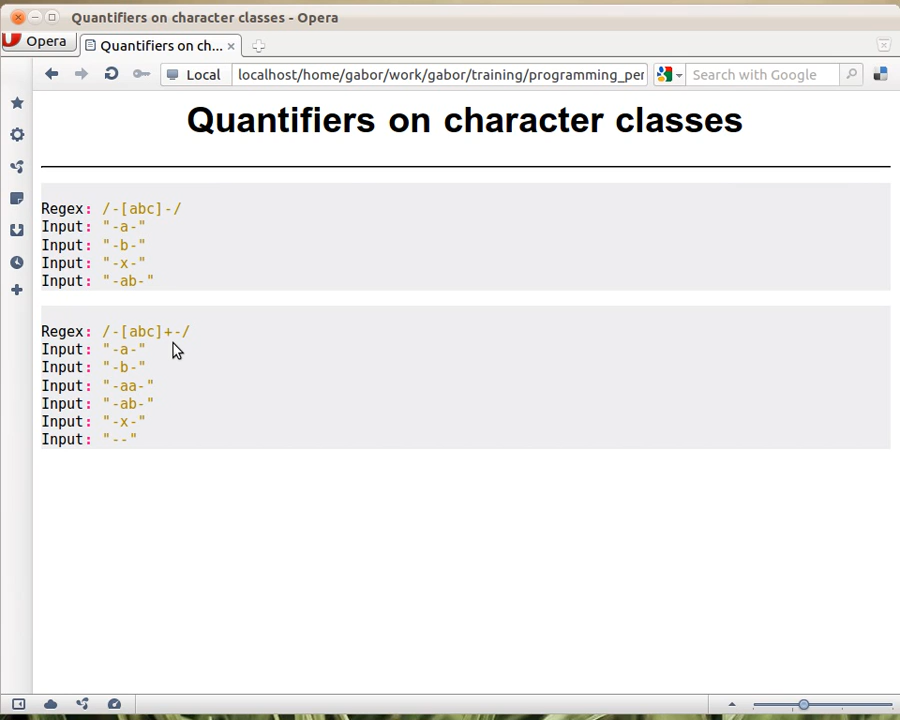 Quantifiers on character classes - Opera
Opera
Quantifiers on ch...
Local
localhost/home/gabor/work/gabor/training/programming_per
Search with Google
Quantifiers on character classes
Regex: /-[abc]-/
Input: "-a-"
Input: "-b-"
Input: "-x-"
Input: "-ab-"
Regex: /-[abc]+-/
Input: "-a-"
Input: "-b-"
Input: "-aa-"
Input: "-ab-"
Input: "-x-"
Input: "--"